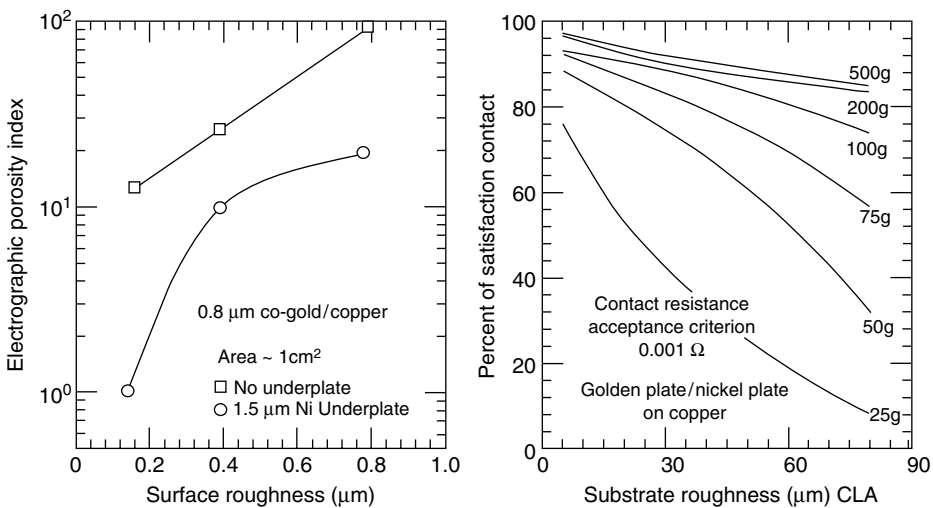 Electrographic porosity index
10²
10¹
10⁰
0.8 μm co-gold/copper
Area ~ 1cm²
□ No underplate
○ 1.5 μm Ni Underplate
0 0.2 0.4 0.6 0.8 1.0
Surface roughness (μm)
Percent of satisfaction contact
100
80
60
40
20
0
500g
200g
100g
75g
50g
25g
Contact resistance
acceptance criterion
0.001 Ω
Golden plate/nickel plate
on copper
0 30 60 90
Substrate roughness (μm) CLA